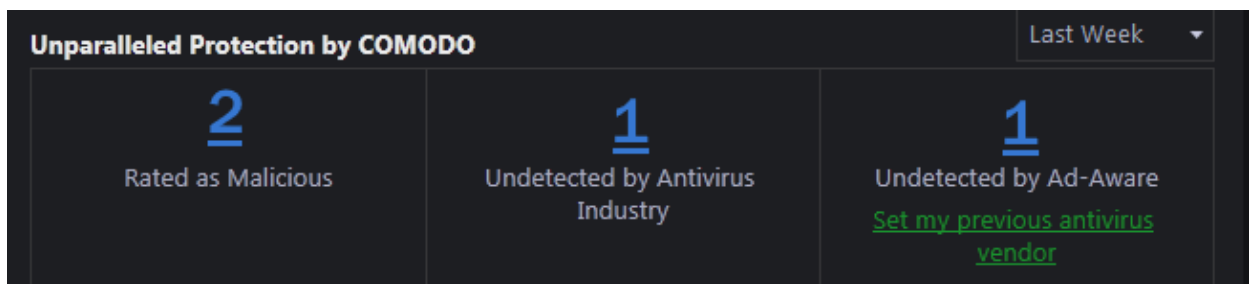 Unparalleled Protection by COMODO
Last Week
2
Rated as Malicious
1
Undetected by Antivirus
Industry
1
Undetected by Ad-Aware
Set my previous antivirus
vendor